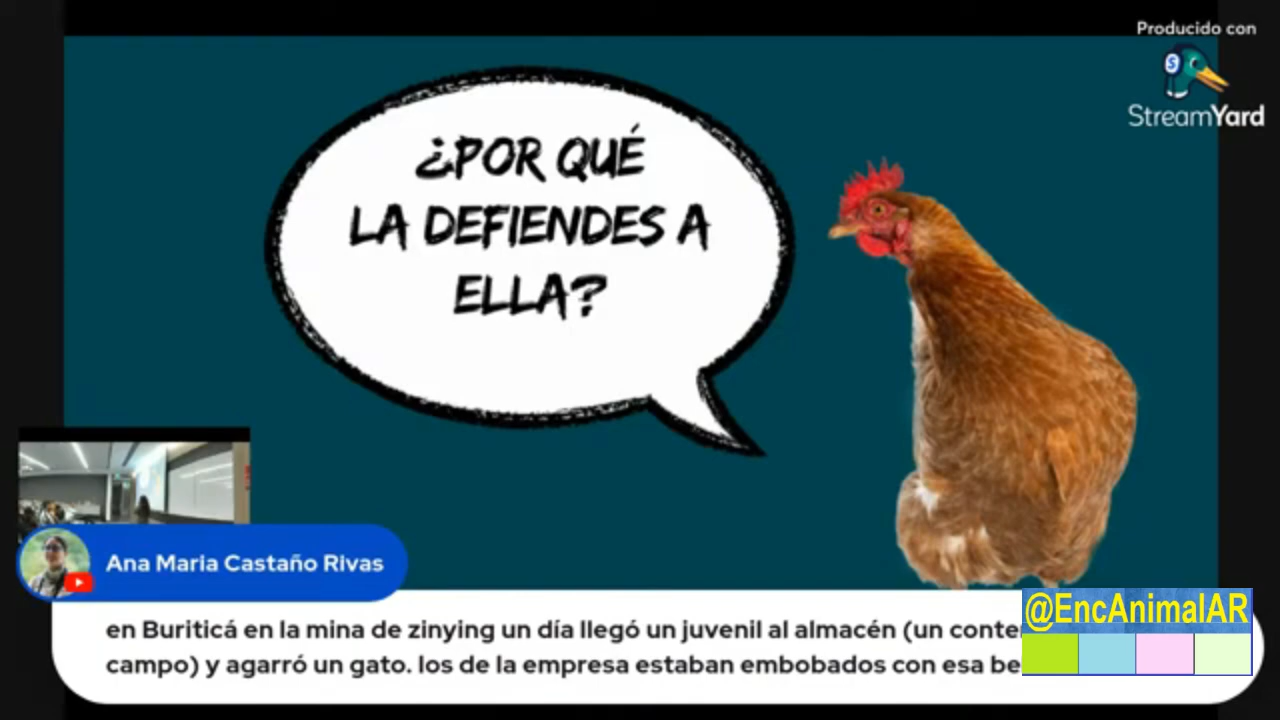 Producido con
StreamYard
¿POR QUÉ
LA DEFIENDES A
ELLA?
Ana Maria Castaño RIvas
en Buriticá en la mina de zinying un día llegó un juvenil al almacén (un conte
campo) y agarró un gato. los de la empresa estaban embobados con esa be
@EncAnimalAR